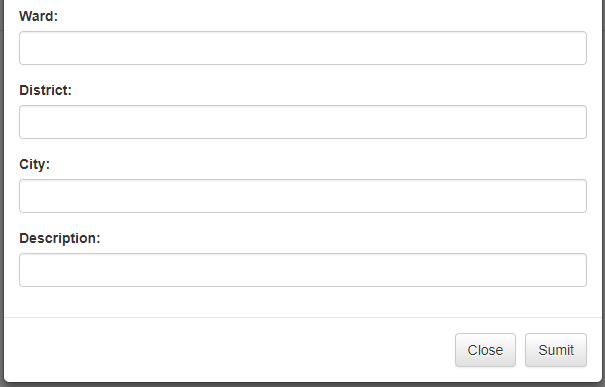 Ward:
District:
City:
Description:
Close Sumit